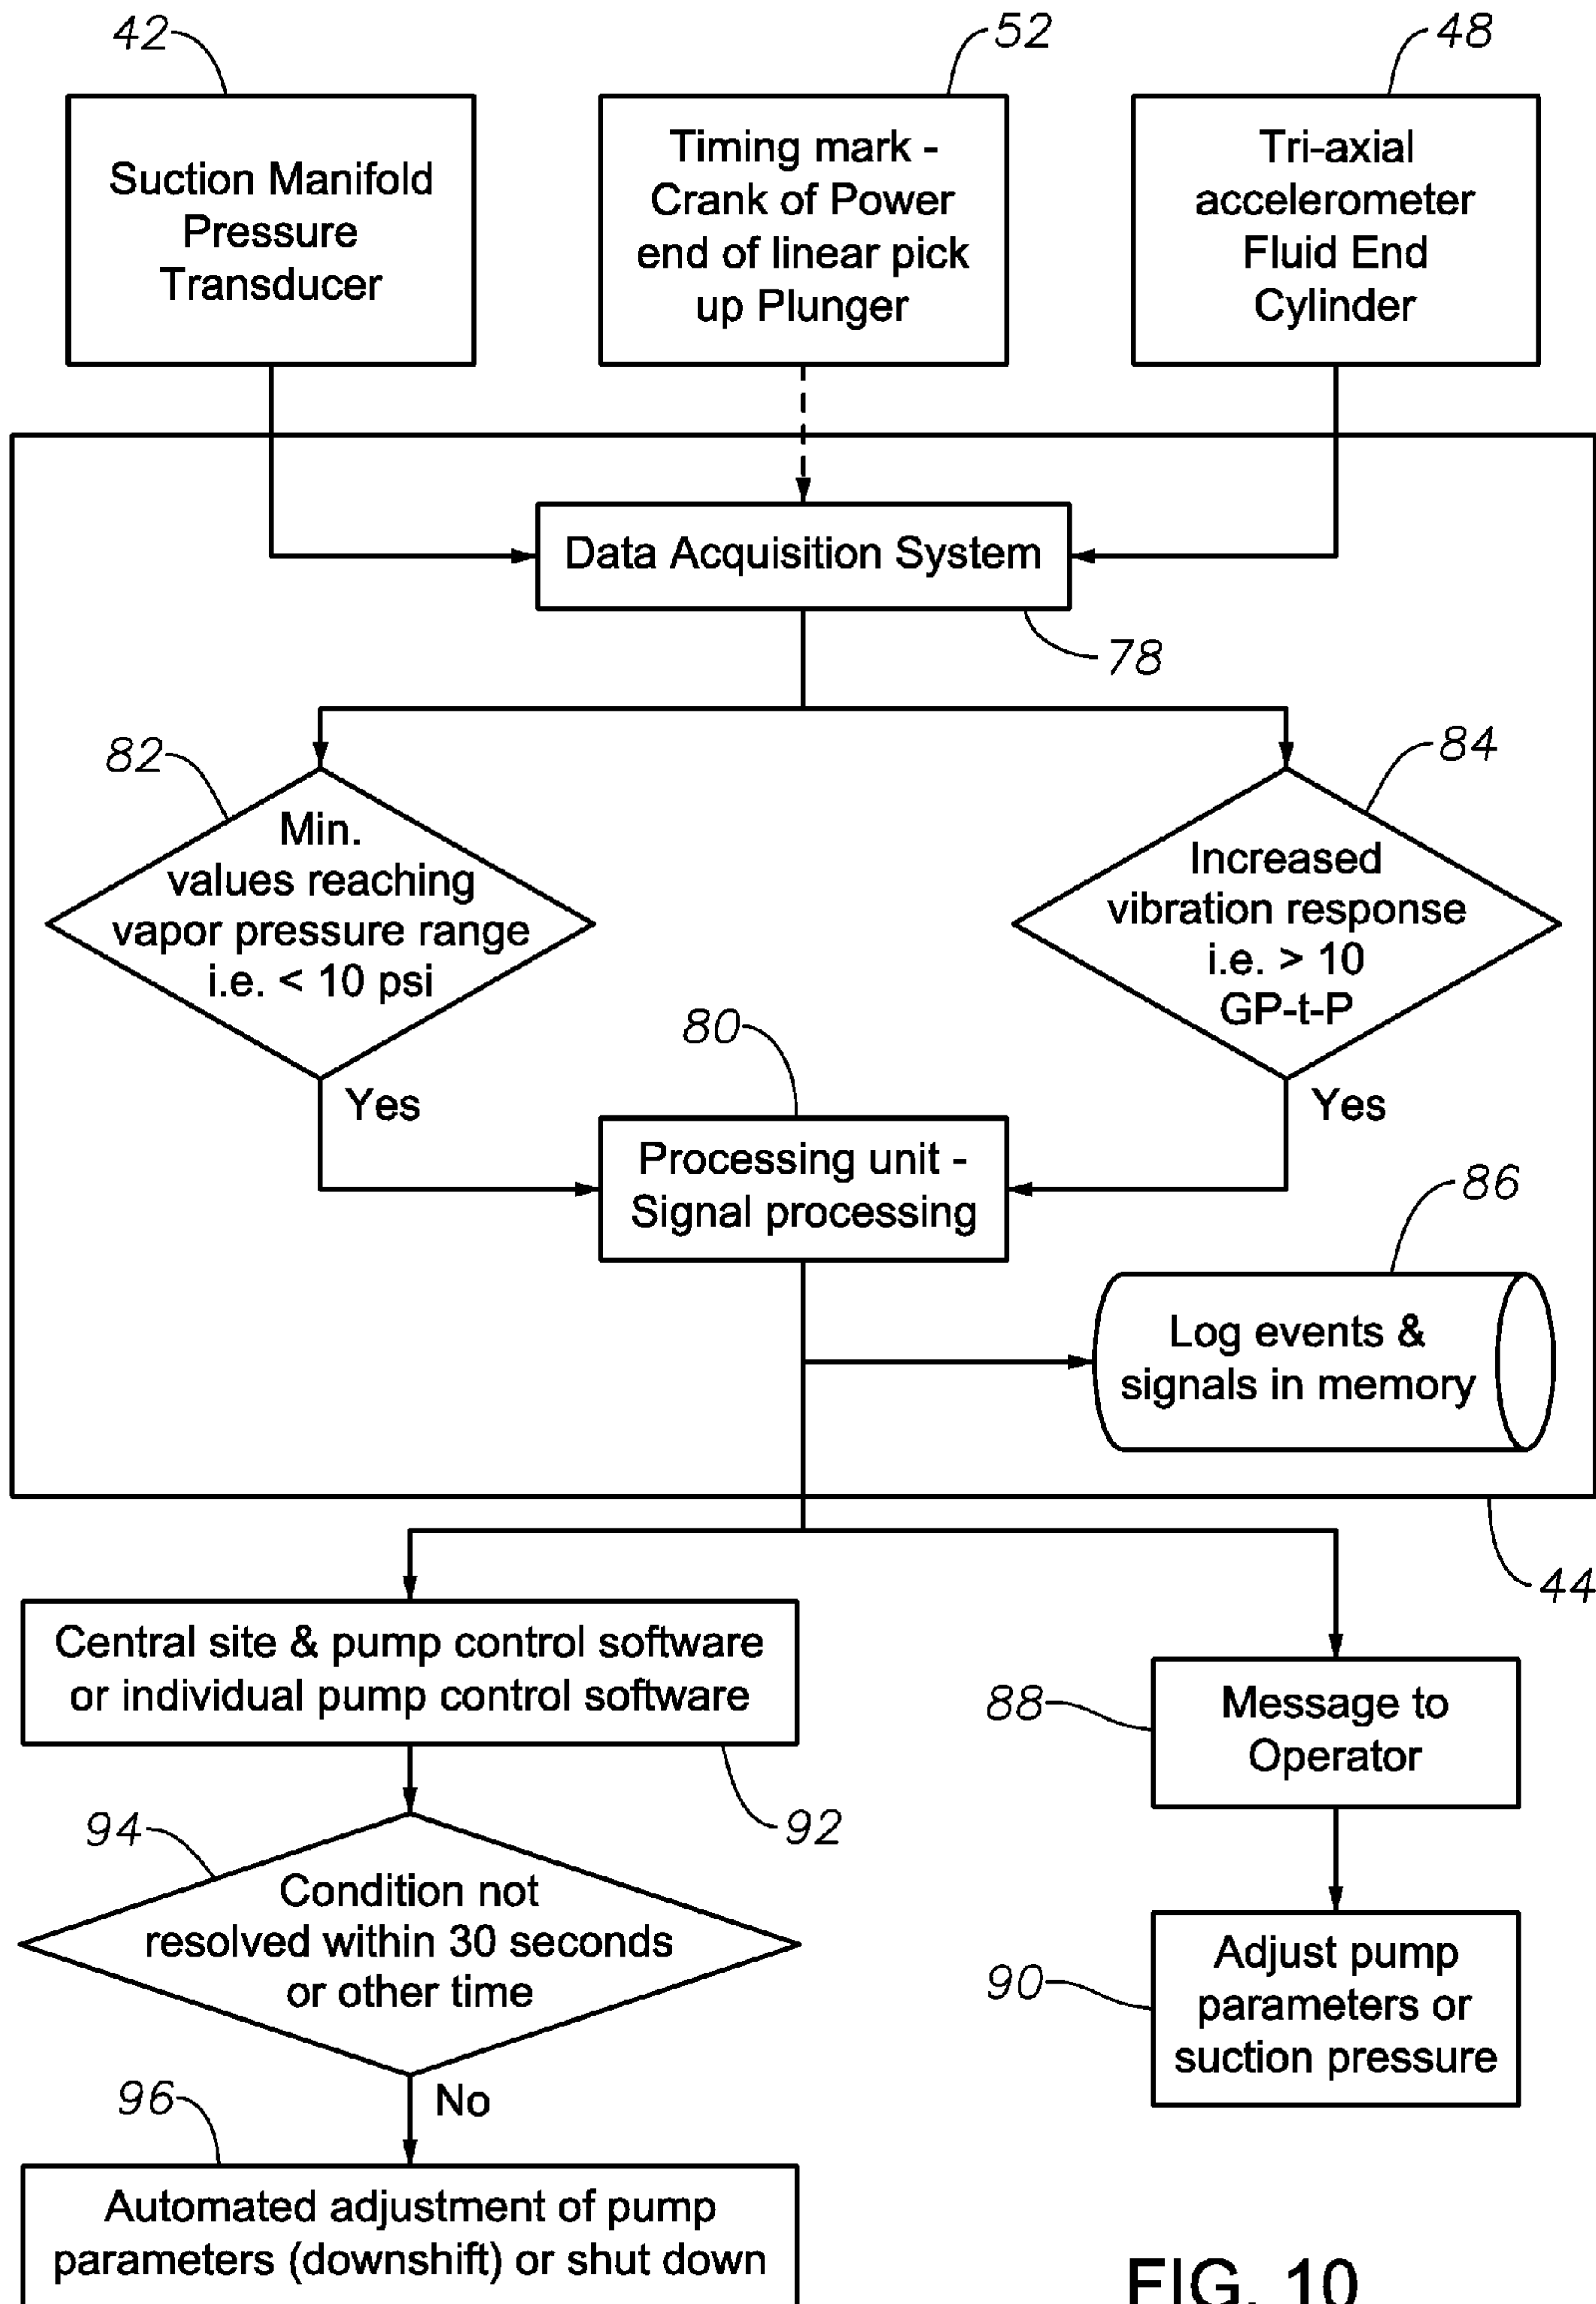 42
52
48
Suction Manifold
Pressure
Transducer
Timing mark -
Crank of Power
end of linear pick
up Plunger
Tri-axial
accelerometer
Fluid End
Cylinder
Data Acquisition System
78
82
84
Min.
values reaching
vapor pressure range
i.e. < 10 psi
Increased
vibration response
i.e. > 10
GP-t-P
80
Yes
Yes
Processing unit -
Signal processing
86
Log events &
signals in memory
44
Central site & pump control software
or individual pump control software
88
Message to
Operator
92
94
Condition not
resolved within 30 seconds
or other time
90
Adjust pump
parameters or
suction pressure
96
No
Automated adjustment of pump
parameters (downshift) or shut down
FIG. 10